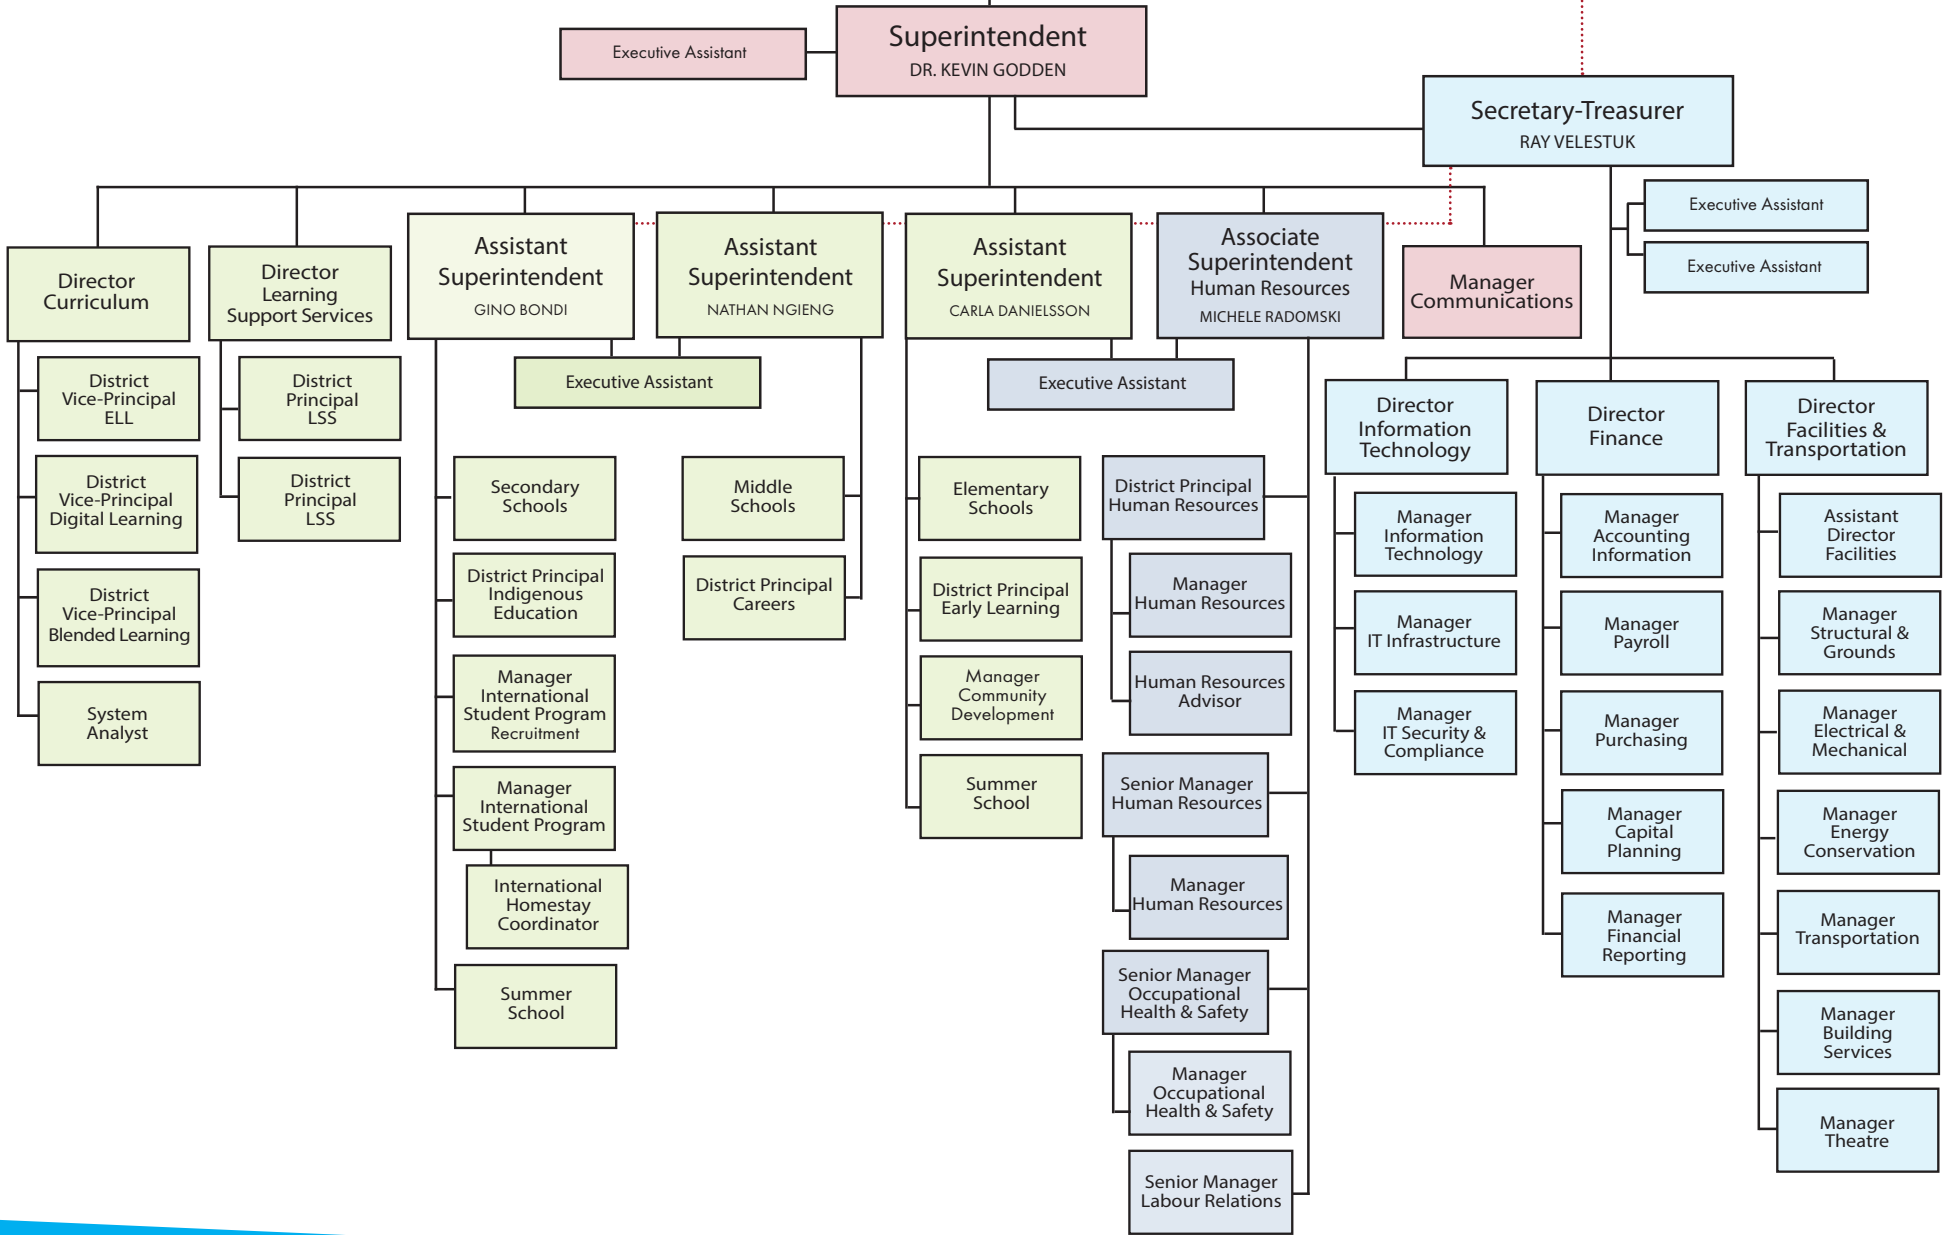 Executive Assistant
Superintendent
DR. KEVIN GODDEN
Secretary-Treasurer
RAY VELESTUK
Executive Assistant
Executive Assistant
Director
Curriculum
Director
Learning
Support Services
Assistant
Superintendent
GINO BONDI
Assistant
Superintendent
NATHAN NGIENG
Assistant
Superintendent
CARLA DANIELSSON
Associate
Superintendent
Human Resources
MICHELE RADOMSKI
Manager
Communications
Executive Assistant
Executive Assistant
District
Vice-Principal
ELL
District
Vice-Principal
Digital Learning
District
Vice-Principal
Blended Learning
System
Analyst
District
Principal
LSS
District
Principal
LSS
Secondary
Schools
District Principal
Indigenous
Education
Manager
International
Student Program
Recruitment
Manager
International
Student Program
International
Homestay
Coordinator
Summer
School
Middle
Schools
District Principal
Careers
Elementary
Schools
District Principal
Early Learning
Manager
Community
Development
Summer
School
District Principal
Human Resources
Manager
Human Resources
Human Resources
Advisor
Senior Manager
Human Resources
Manager
Human Resources
Senior Manager
Occupational
Health & Safety
Manager
Occupational
Health & Safety
Senior Manager
Labour Relations
Director
Information
Technology
Manager
Information
Technology
Manager
IT Infrastructure
Manager
IT Security &
Compliance
Director
Finance
Manager
Accounting
Information
Manager
Payroll
Manager
Purchasing
Manager
Capital
Planning
Manager
Financial
Reporting
Director
Facilities &
Transportation
Assistant
Director
Facilities
Manager
Structural &
Grounds
Manager
Electrical &
Mechanical
Manager
Energy
Conservation
Manager
Transportation
Manager
Building
Services
Manager
Theatre